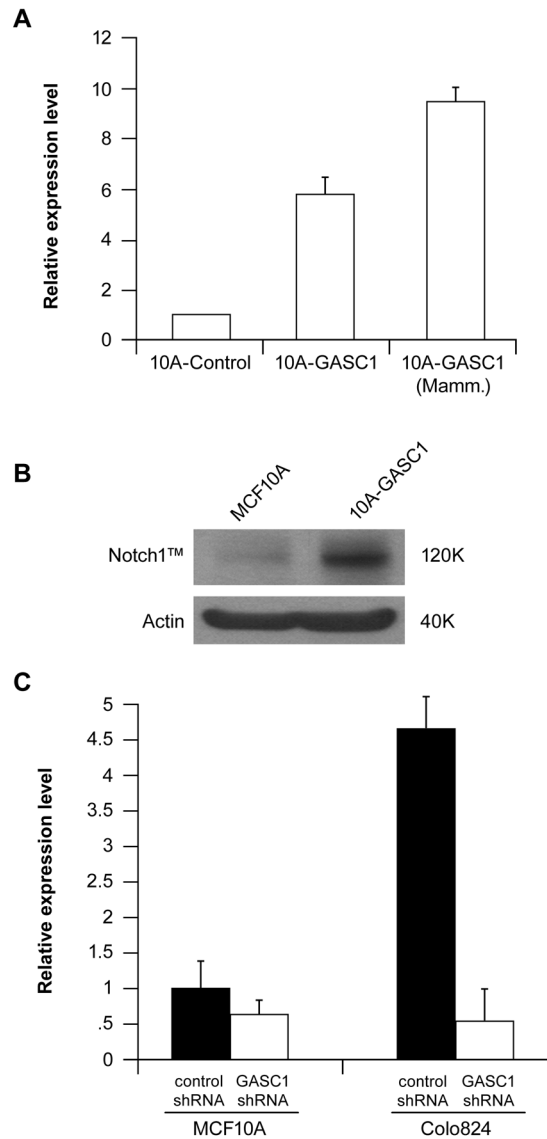 A
Relative expression level
12
10
8
6
4
2
0
10A-Control
10A-GASC1
10A-GASC1
(Mamm.)
B
MCF10A
10A-GASC1
Notch1™
120K
Actin
40K
C
Relative expression level
5
4.5
4
3.5
3
2.5
2
1.5
1
.5
0
control
shRNA
GASC1
shRNA
control
shRNA
GASC1
shRNA
MCF10A
Colo824